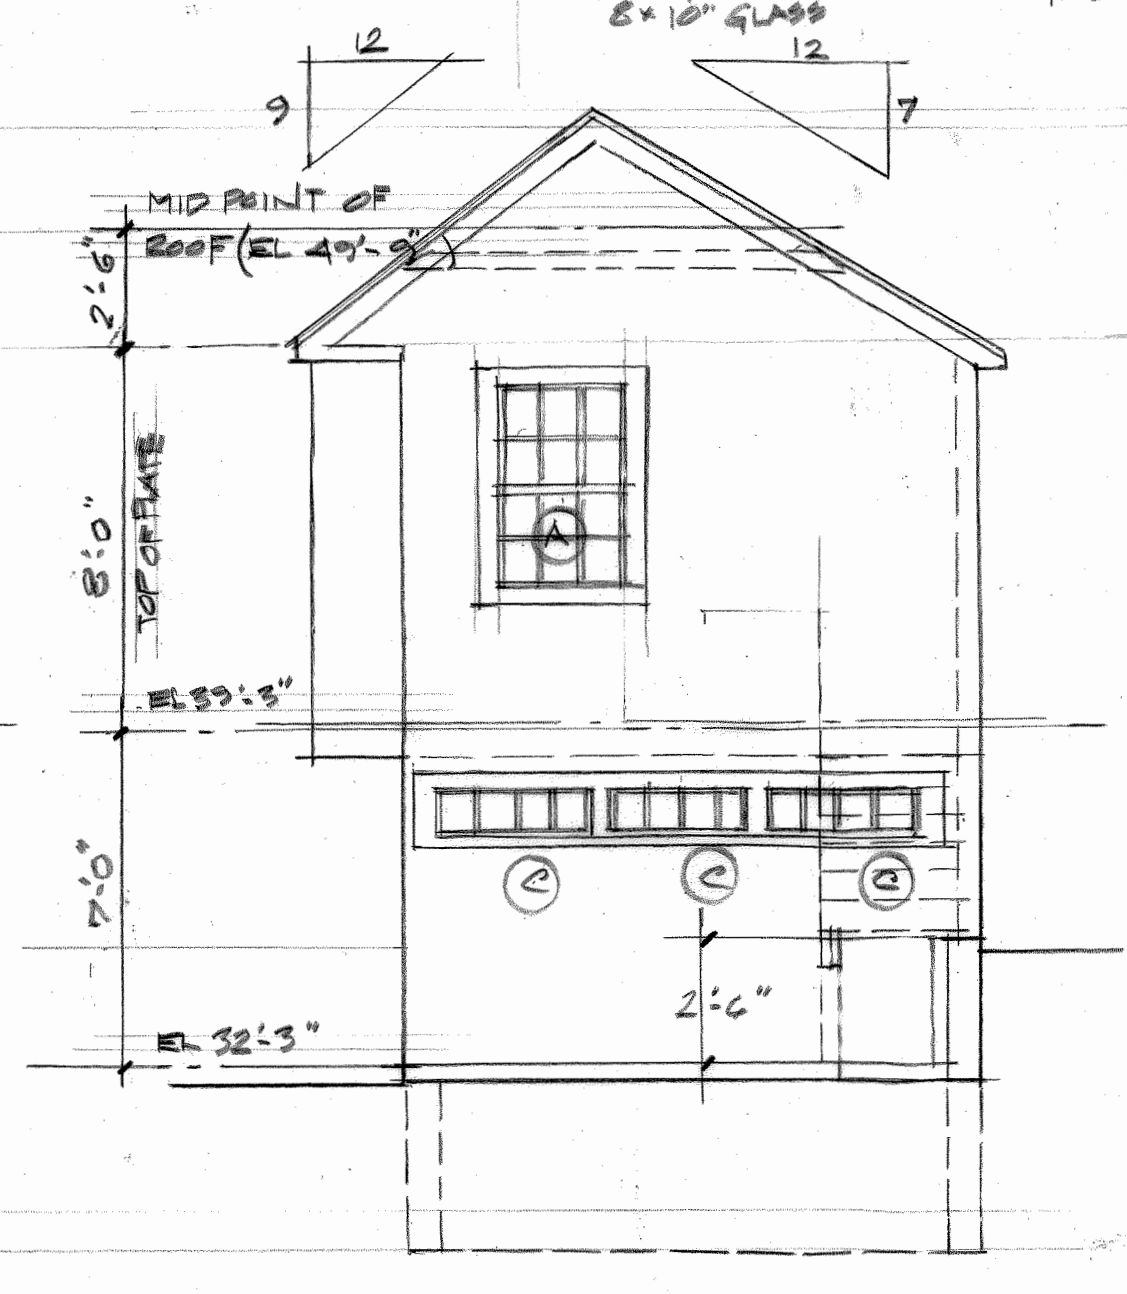 8 x 10" GLASS
12
12
9
7
MID POINT OF
ROOF (EL 49'-9"
2'-6"
TOP OF PLATE
8'-0"
A
EL 39'-3"
C
C
C
7'-0"
2'-6"
EL 32'-3"